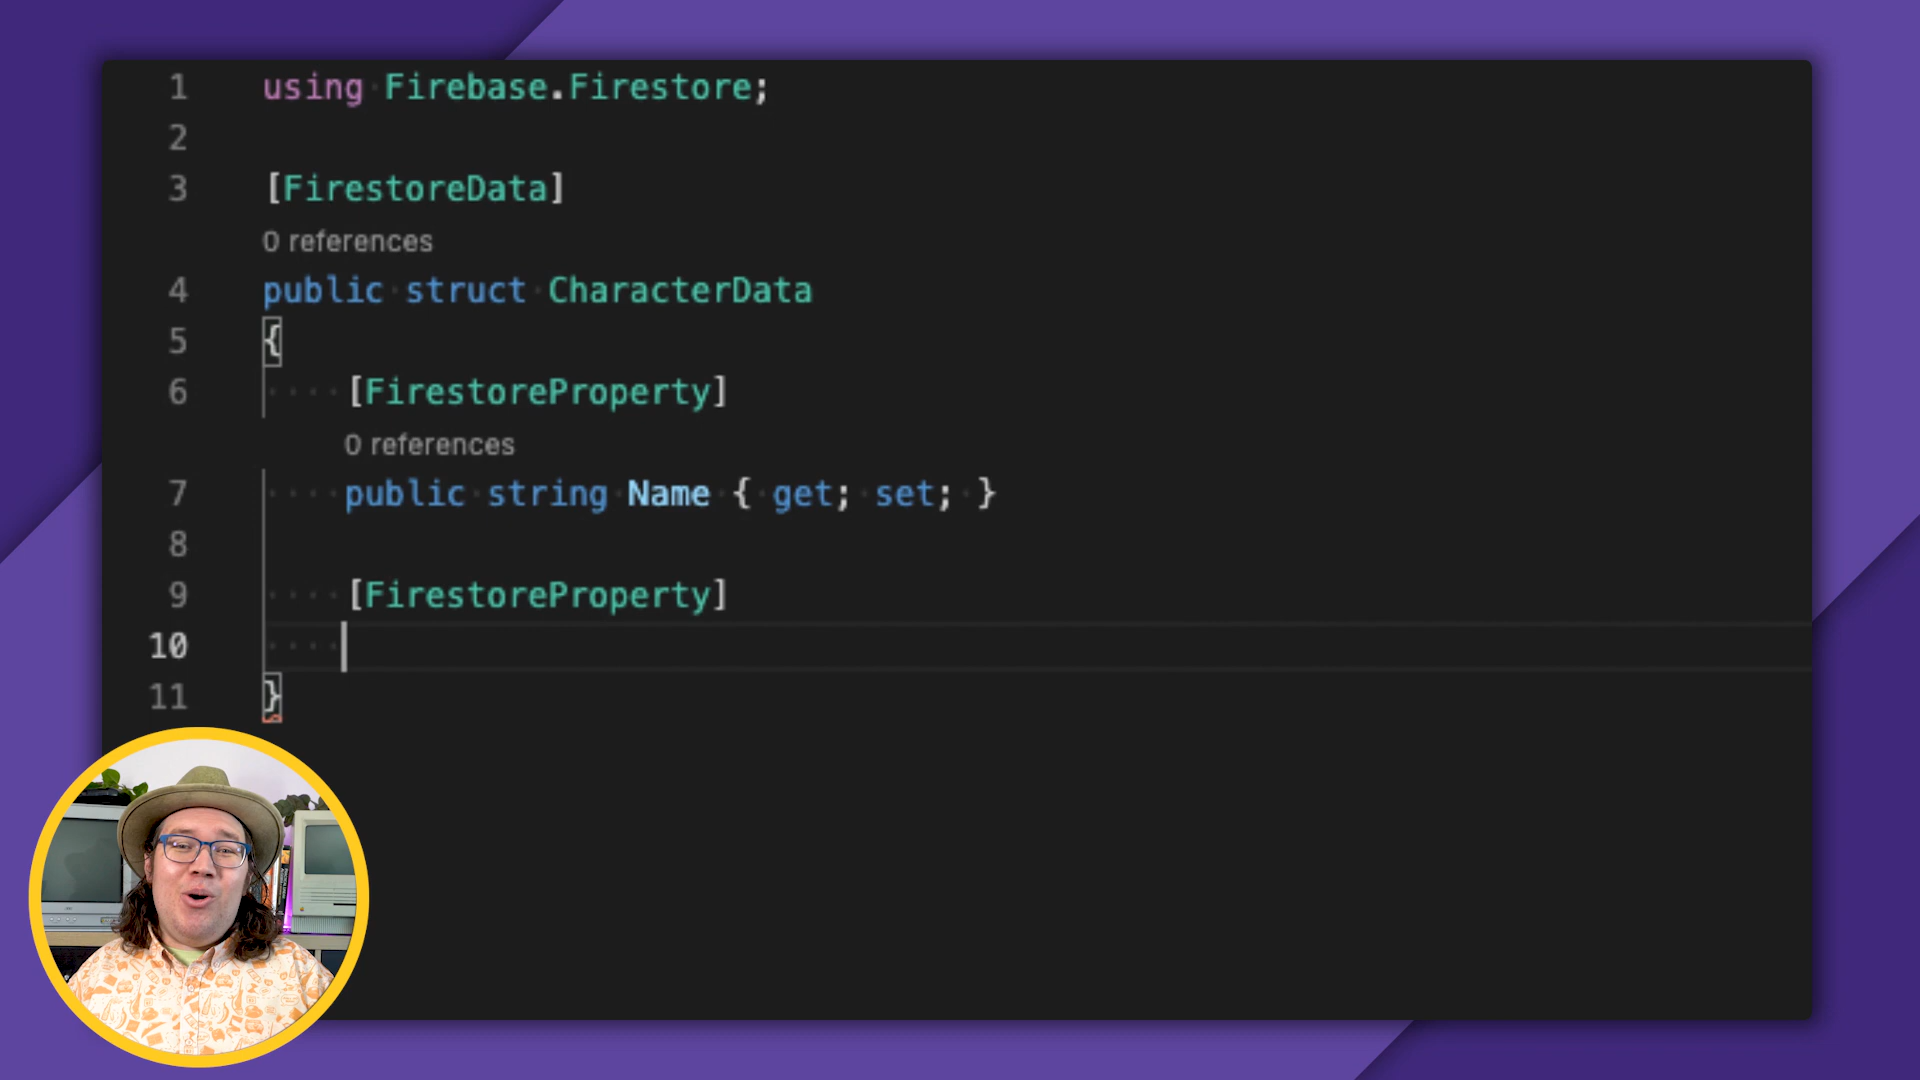 1 using Firebase.Firestore;
2
3 [FirestoreData]
0 references
4 public struct CharacterData
5 {
6 [FirestoreProperty]
0 references
7 public string Name { get; set; }
8
9 [FirestoreProperty]
10
11 }